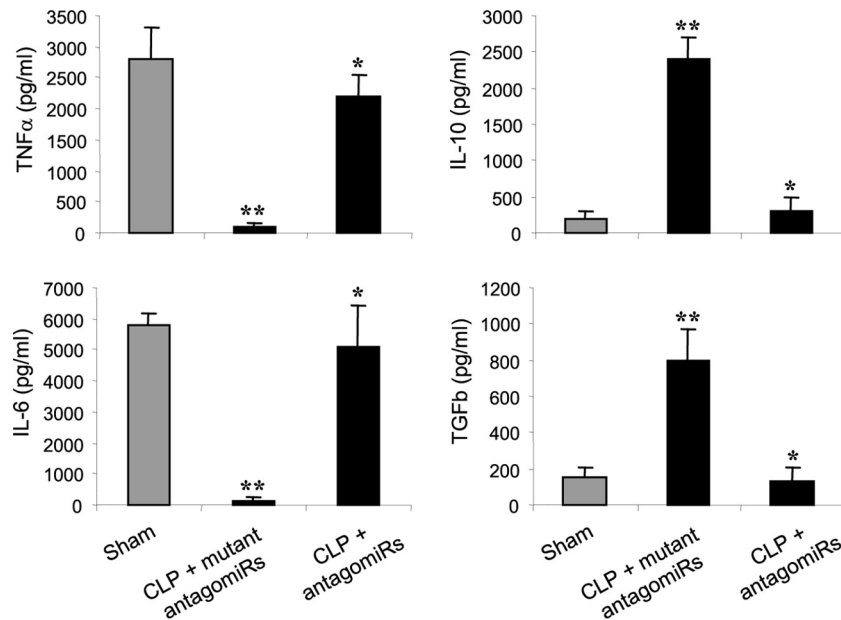 TNFα (pg/ml)
3500
3000
2500
2000
1500
1000
500
0
**
*
IL-10 (pg/ml)
3000
2500
2000
1500
1000
500
0
**
*
IL-6 (pg/ml)
7000
6000
5000
4000
3000
2000
1000
0
**
*
Sham
CLP + mutant
antagomiRs
CLP +
antagomiRs
TGFb (pg/ml)
1200
1000
800
600
400
200
0
**
*
Sham
CLP + mutant
antagomiRs
CLP +
antagomiRs